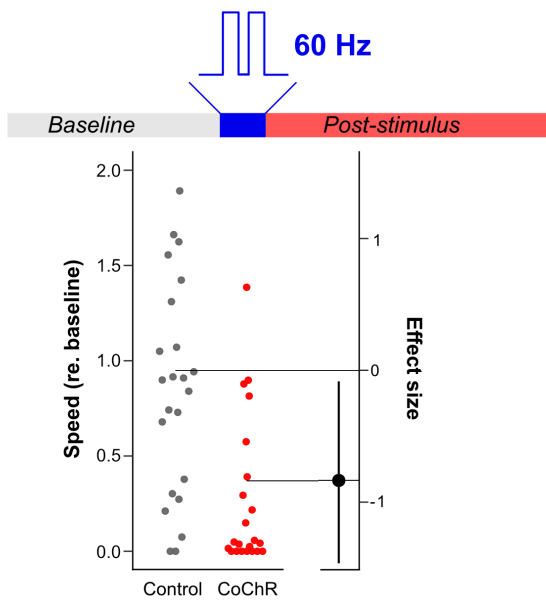 60 Hz
Baseline
Post-stimulus
2.0
1.5
1.0
0.5
0.0
Speed (re. baseline)
Control
CoChR
1
0
-1
Effect size